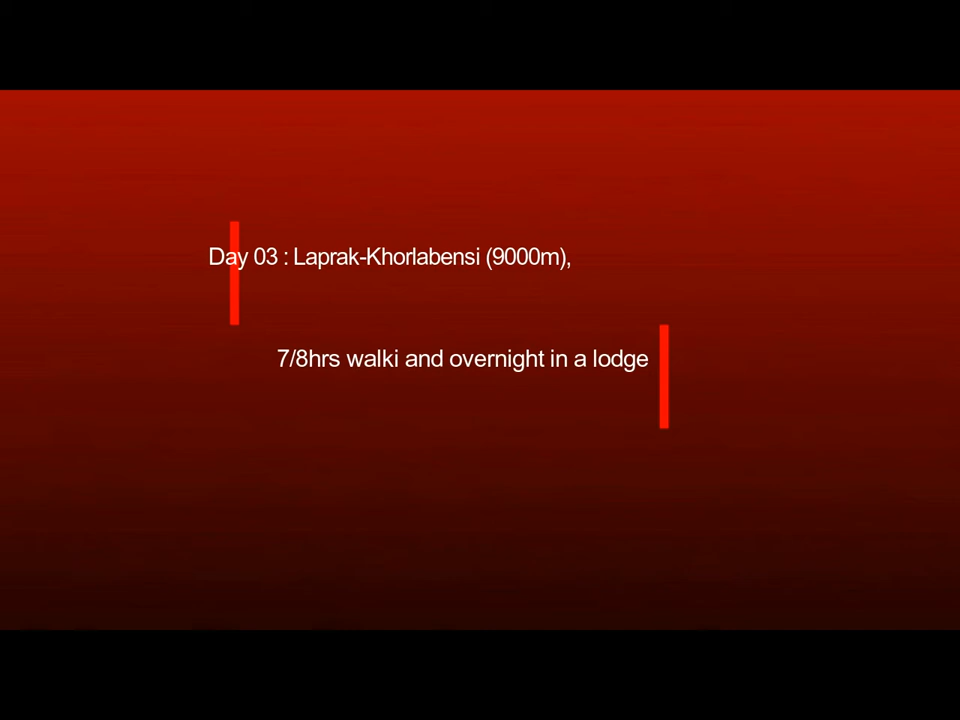 Day 03 : Laprak-Khorlabensi (9000m),
7/8hrs walki and overnight in a lodge